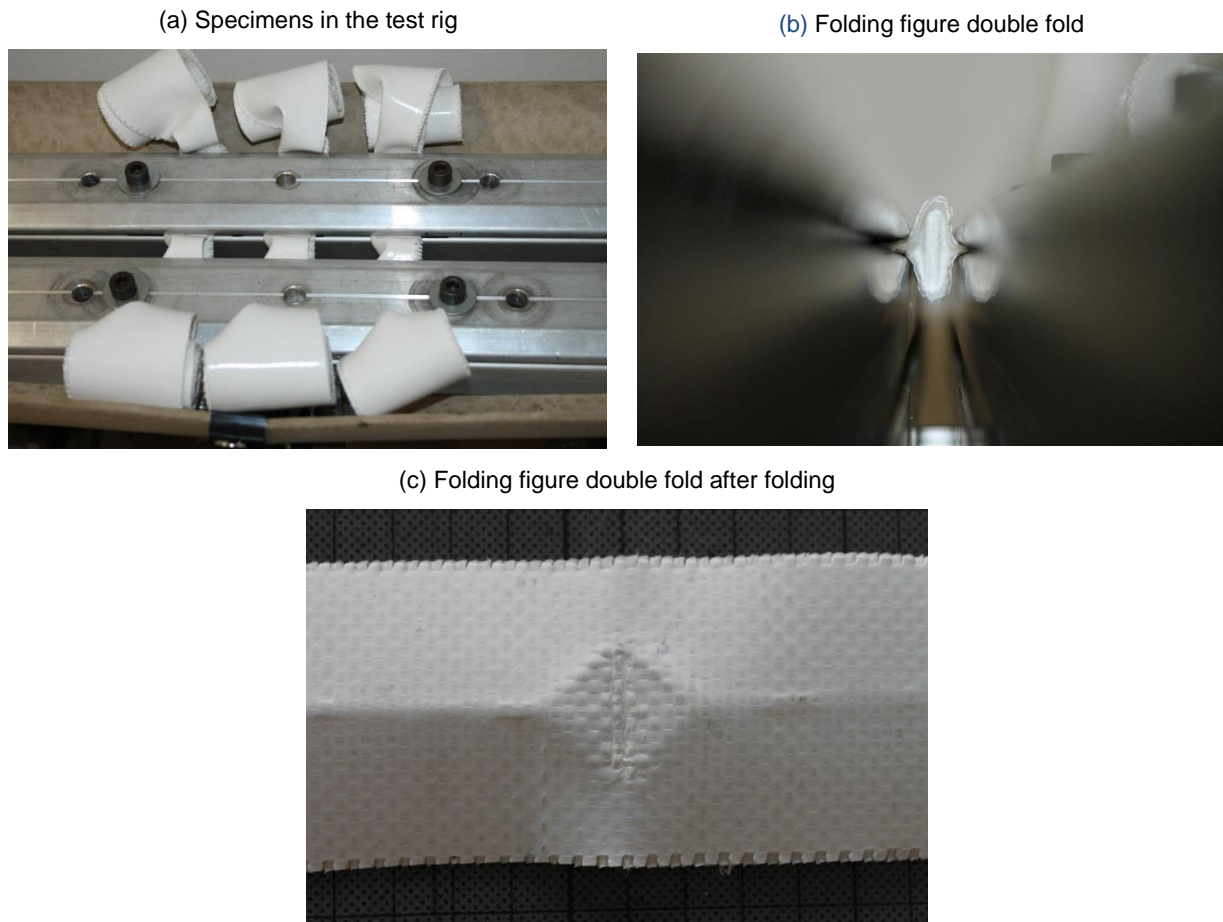 (a) Specimens in the test rig
(b) Folding figure double fold
(c) Folding figure double fold after folding